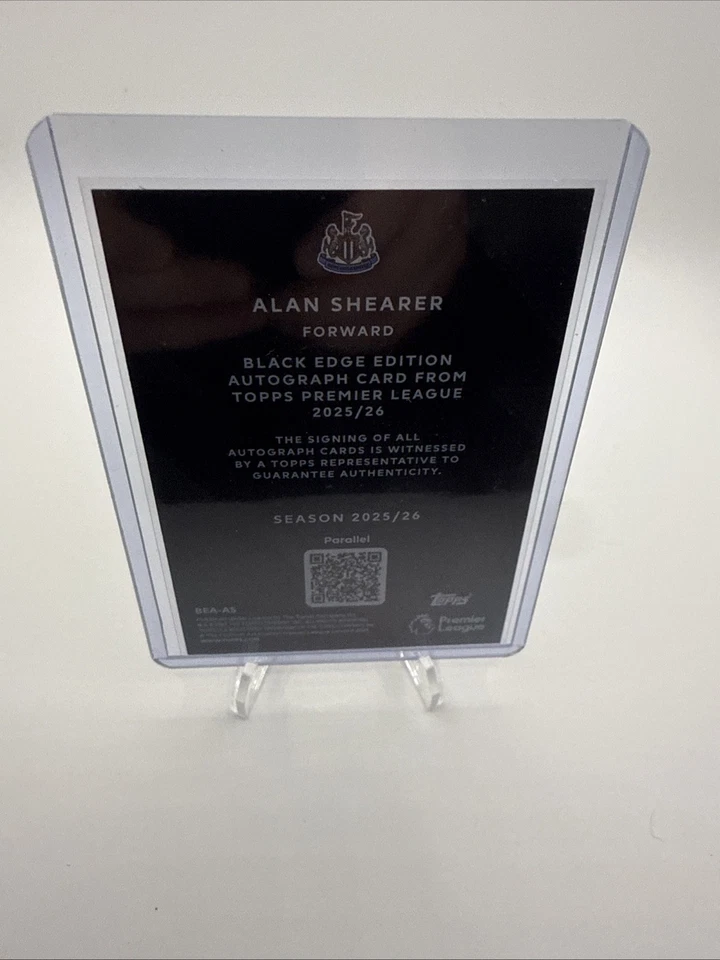 ALAN SHEARER
FORWARD
BLACK EDGE EDITION
AUTOGRAPH CARD FROM
TOPPS PREMIER LEAGUE
2025/26
THE SIGNING OF ALL
AUTOGRAPH CARDS IS WITNESSED
BY A TOPPS REPRESENTATIVE TO
GUARANTEE AUTHENTICITY.
SEASON 2025/26
Parallel
BEA-AS
TOPPS
Premier
League